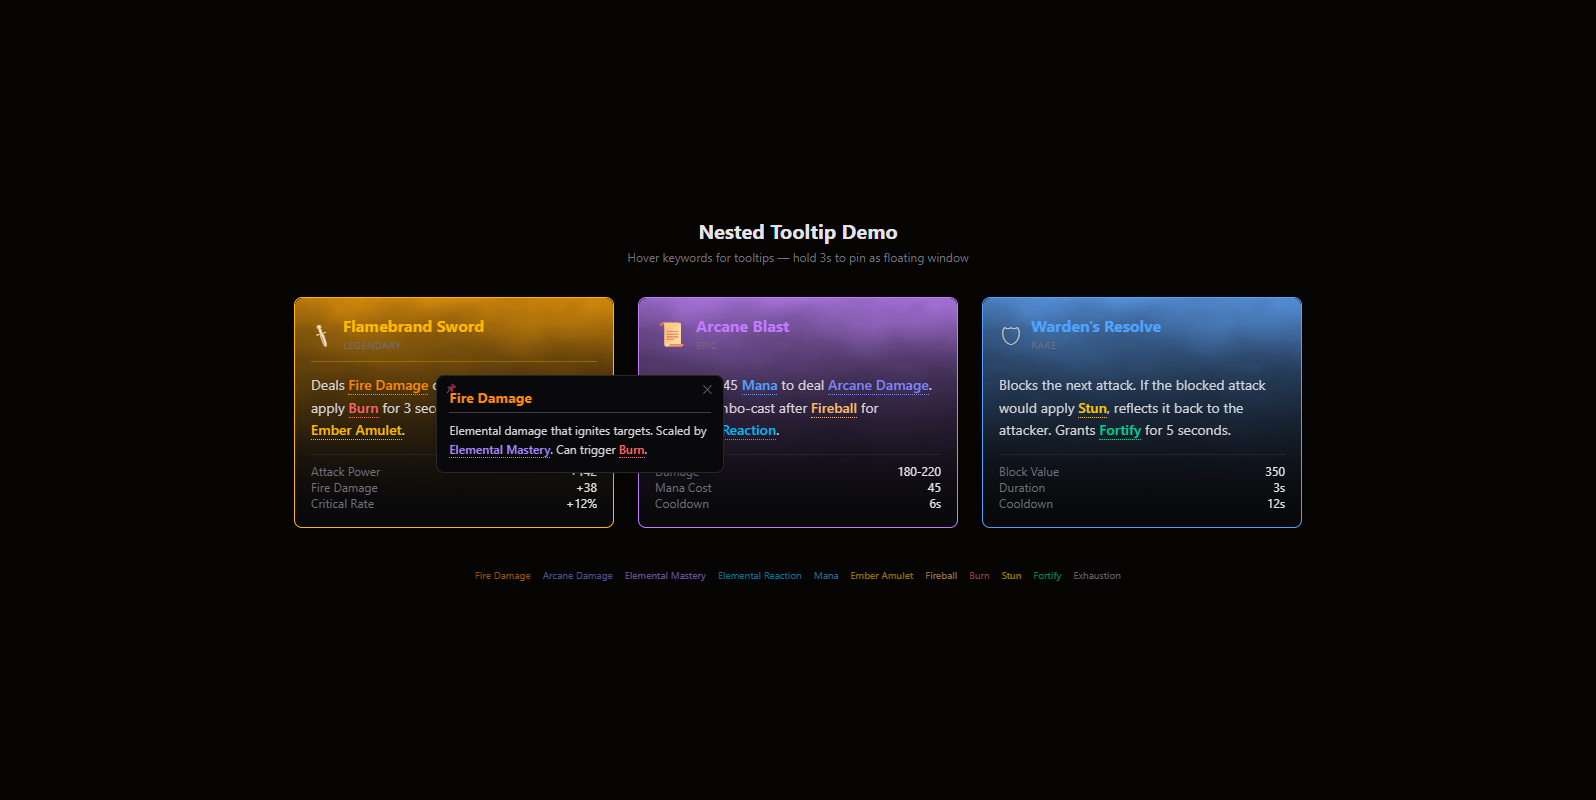 Nested Tooltip Demo
Hover keywords for tooltips — hold 3s to pin as floating window
Flamebrand Sword
LEGENDARY
Deals Fire Damage
apply Burn for 3
Ember Amulet.
Attack Power +142
Fire Damage +38
Critical Rate +12%
Fire Damage
Elemental damage that ignites targets. Scaled by
Elemental Mastery. Can trigger Burn.
Arcane Blast
EPIC
45 Mana to deal Arcane Damage.
after Fireball for
Reaction.
Damage 180-220
Mana Cost 45
Cooldown 6s
Warden's Resolve
RARE
Blocks the next attack. If the blocked attack
would apply Stun, reflects it back to the
attacker. Grants Fortify for 5 seconds.
Block Value 350
Duration 3s
Cooldown 12s
Fire Damage Arcane Damage Elemental Mastery Elemental Reaction Mana Ember Amulet Fireball Burn Stun Fortify Exhaustion